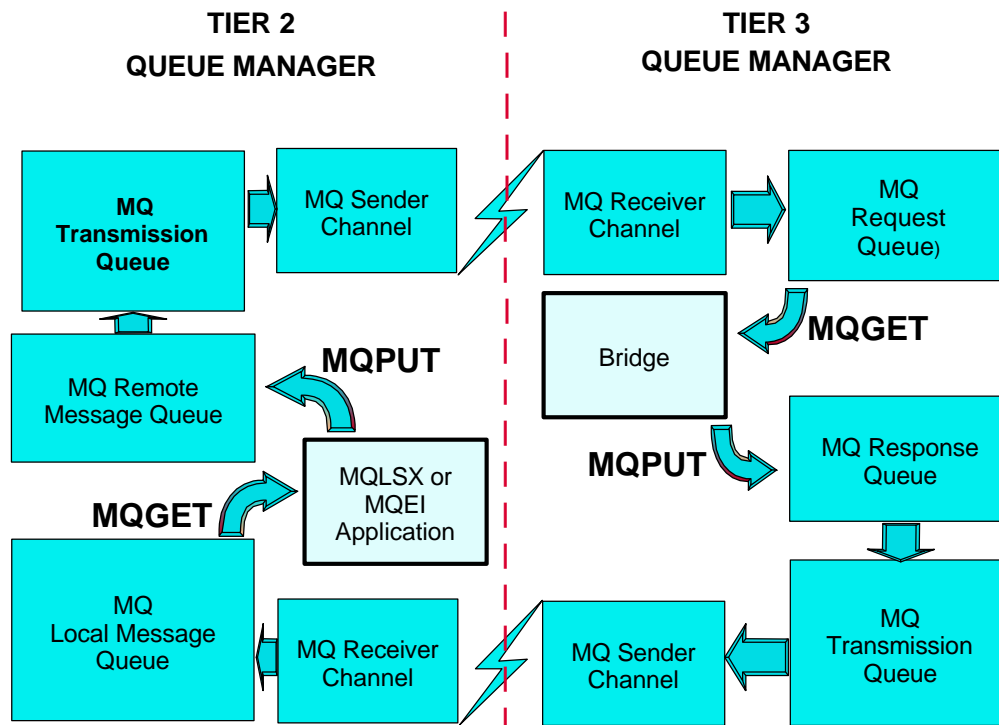 TIER 2
QUEUE MANAGER
TIER 3
QUEUE MANAGER
MQ
Transmission
Queue
MQ Sender
Channel
MQ Receiver
Channel
MQ
Request
Queue)
MQ Remote
Message Queue
MQPUT
Bridge
MQGET
MQGET
MQLSX or
MQEI
Application
MQPUT
MQ Response
Queue
MQ
Local Message
Queue
MQ Receiver
Channel
MQ Sender
Channel
MQ
Transmission
Queue